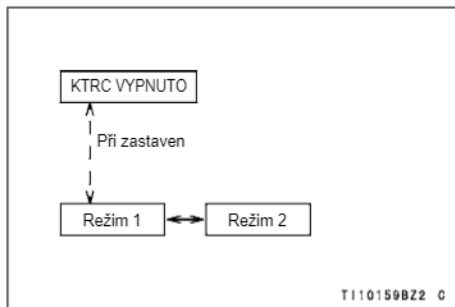 KTRC VYPNUTO
Při zastaven
Režim 1
Režim 2
TI10159BZ2 C